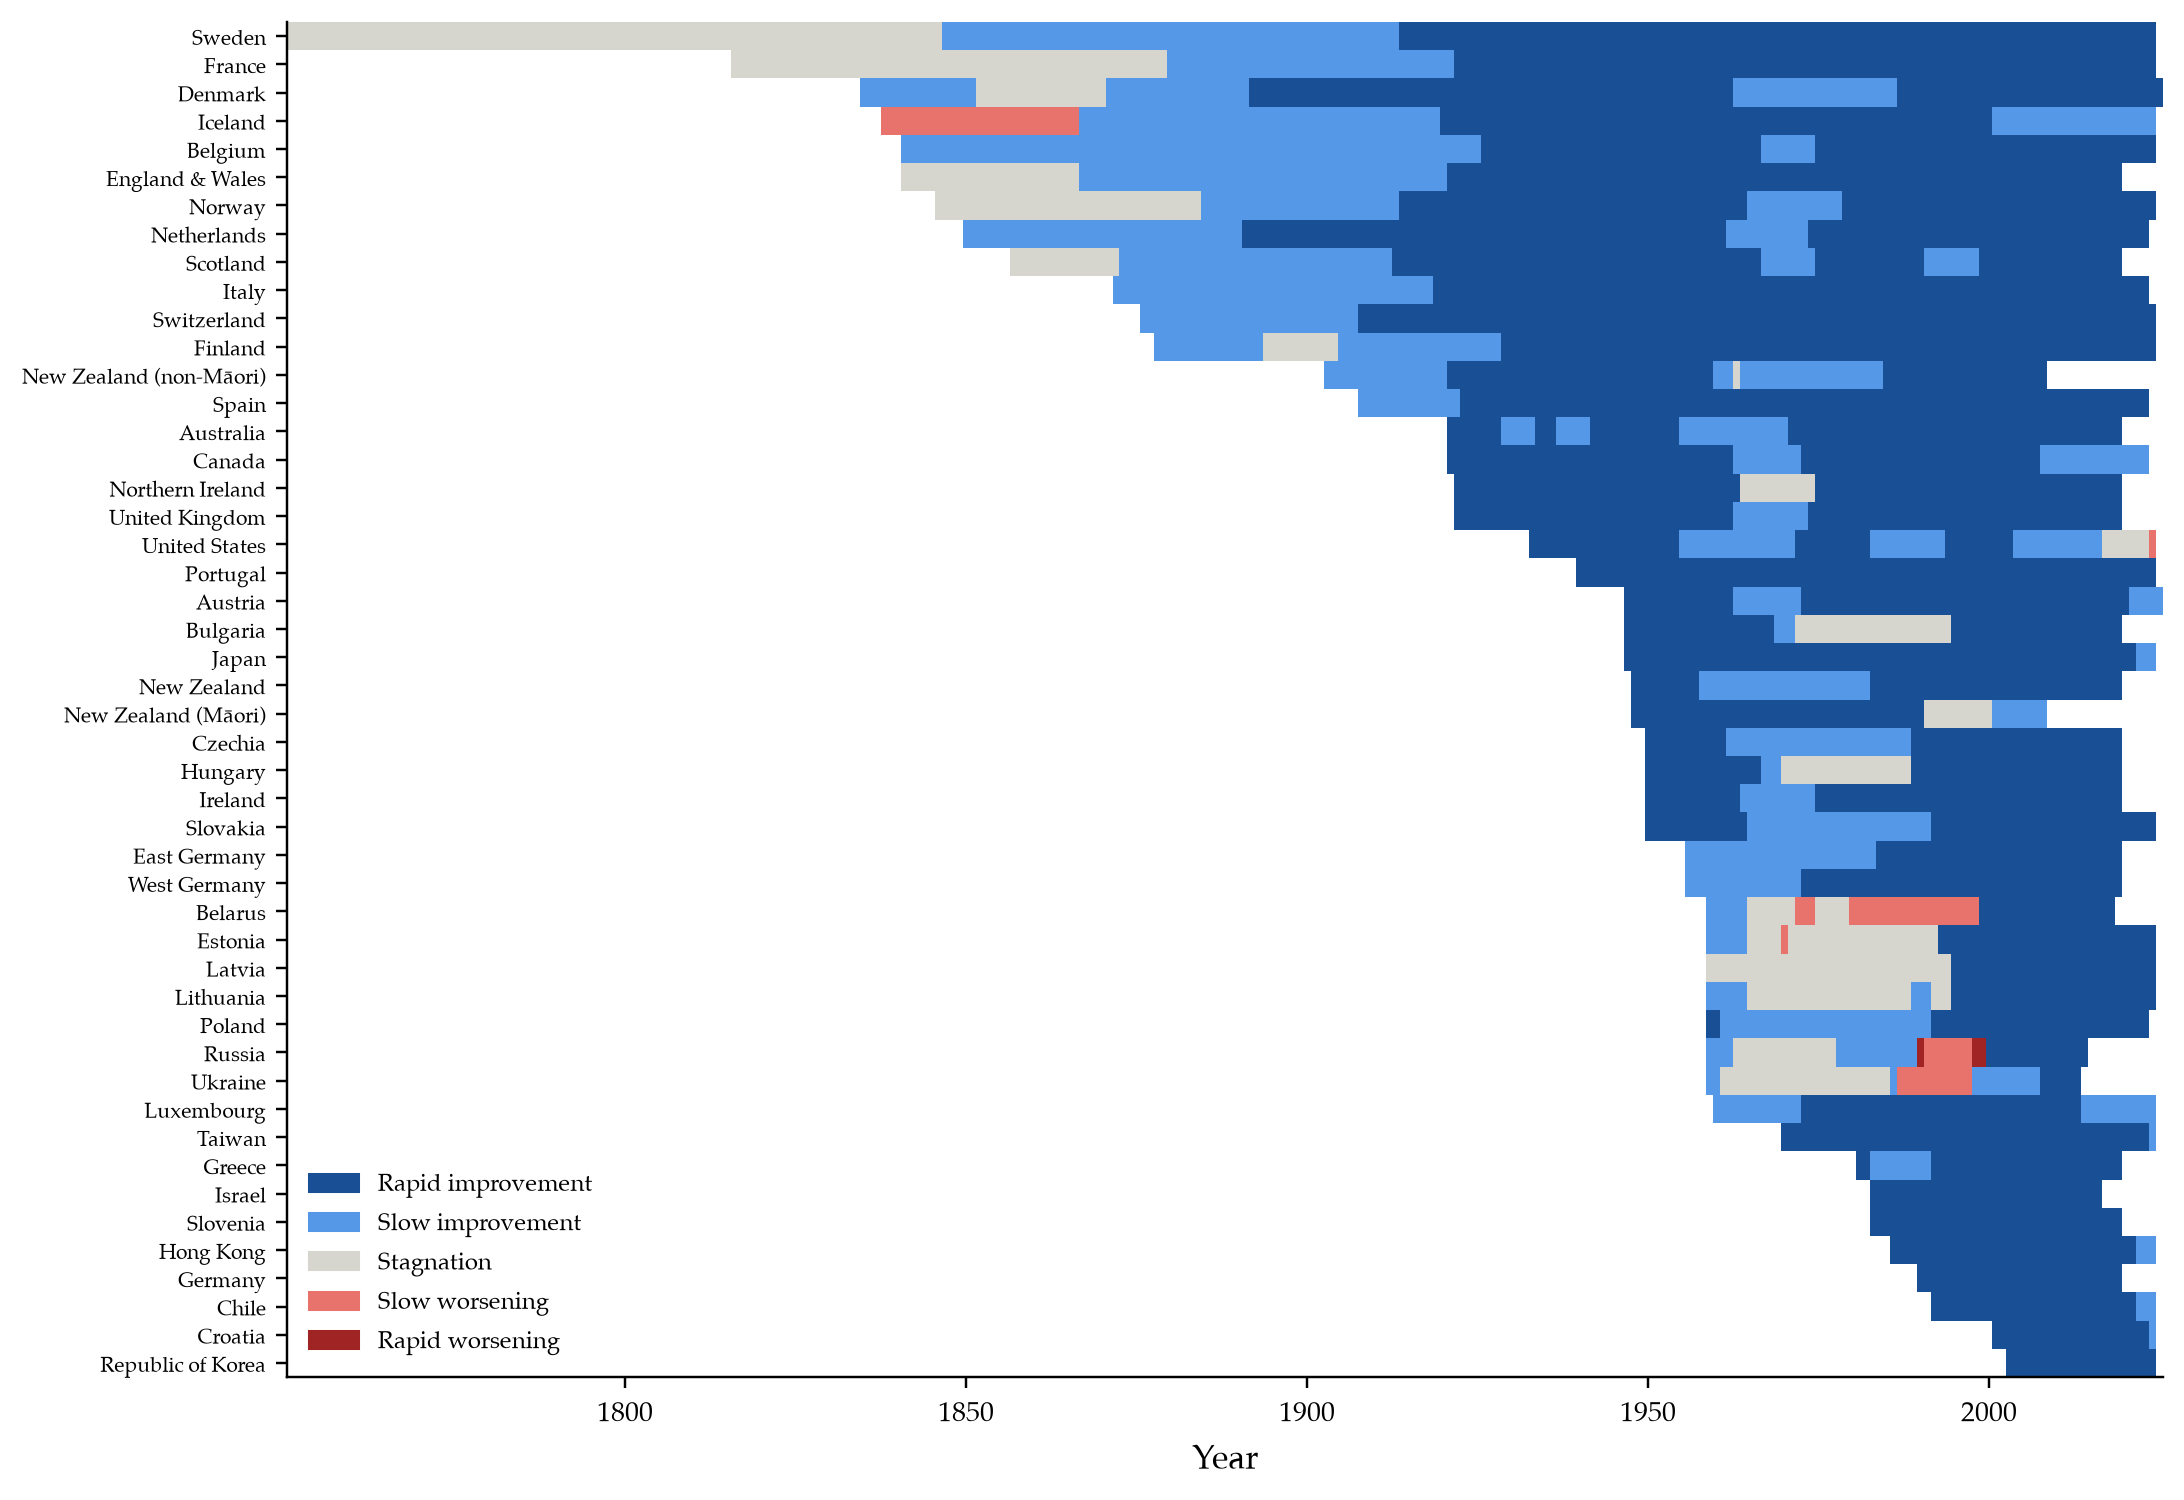 Sweden
France
Denmark
Iceland
Belgium
England & Wales
Norway
Netherlands
Scotland
Italy
Switzerland
Finland
New Zealand (non-Māori)
Spain
Australia
Canada
Northern Ireland
United Kingdom
United States
Portugal
Austria
Bulgaria
Japan
New Zealand
New Zealand (Māori)
Czechia
Hungary
Ireland
Slovakia
East Germany
West Germany
Belarus
Estonia
Latvia
Lithuania
Poland
Russia
Ukraine
Luxembourg
Taiwan
Greece
Israel
Slovenia
Hong Kong
Germany
Chile
Croatia
Republic of Korea
Rapid improvement
Slow improvement
Stagnation
Slow worsening
Rapid worsening
1800 1850 1900 1950 2000
Year